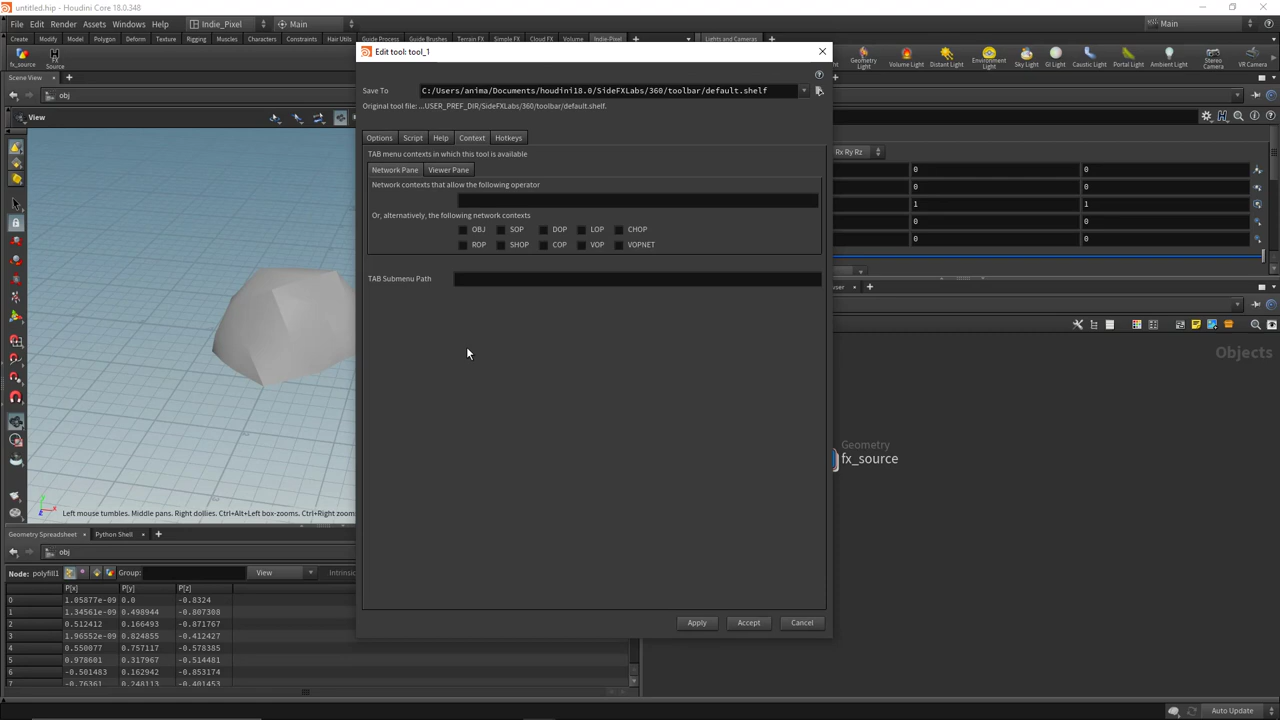 untitled.hip - Houdini Core 18.0.348
File Edit Render Assets Windows Help Indie_Pixel Main Main
Create Modify Model Polygon Deform Texture Rigging Muscles Characters Constraints Hair Utils Guide Process Guide Brushes Terrain FX Simple FX Cloud FX Volume Indie-Pixel Lights and Cameras
fx_source Source Geometry Light Volume Light Distant Light Environment Light Sky Light GI Light Caustic Light Portal Light Ambient Light Stereo Camera VR Camera
Scene View
obj
View
Edit tool: tool_1
Save To C:/Users/anima/Documents/houdini18.0/SideFXLabs/360/toolbar/default.shelf
Original tool file: ...USER_PREF_DIR/SideFXLabs/360/toolbar/default.shelf.
Options Script Help Context Hotkeys
TAB menu contexts in which this tool is available
Network Pane Viewer Pane
Network contexts that allow the following operator
Or, alternatively, the following network contexts
OBJ SOP DOP LOP CHOP
ROP SHOP COP VOP VOPNET
TAB Submenu Path
Apply Accept Cancel
Rx Ry Rz
0 0
0 0
1 1
0 0
0 0
Objects
Geometry
fx_source
Left mouse tumbles. Middle pans. Right dollies. Ctrl+Alt+Left box-zooms. Ctrl+Right zoom
Geometry Spreadsheet Python Shell
obj
Node: polyfill1 Group: View Intrinsic
P[x] P[y] P[z]
0 1.05877e-09 0.0 -0.8324
1 1.34561e-09 0.498944 -0.807308
2 0.512412 0.166493 -0.871767
3 1.96552e-09 0.824855 -0.412427
4 0.550077 0.757117 -0.578385
5 0.978601 0.317967 -0.514481
6 -0.501483 0.162942 -0.853174
7 -0.76361 0.248113 -0.401453
Auto Update